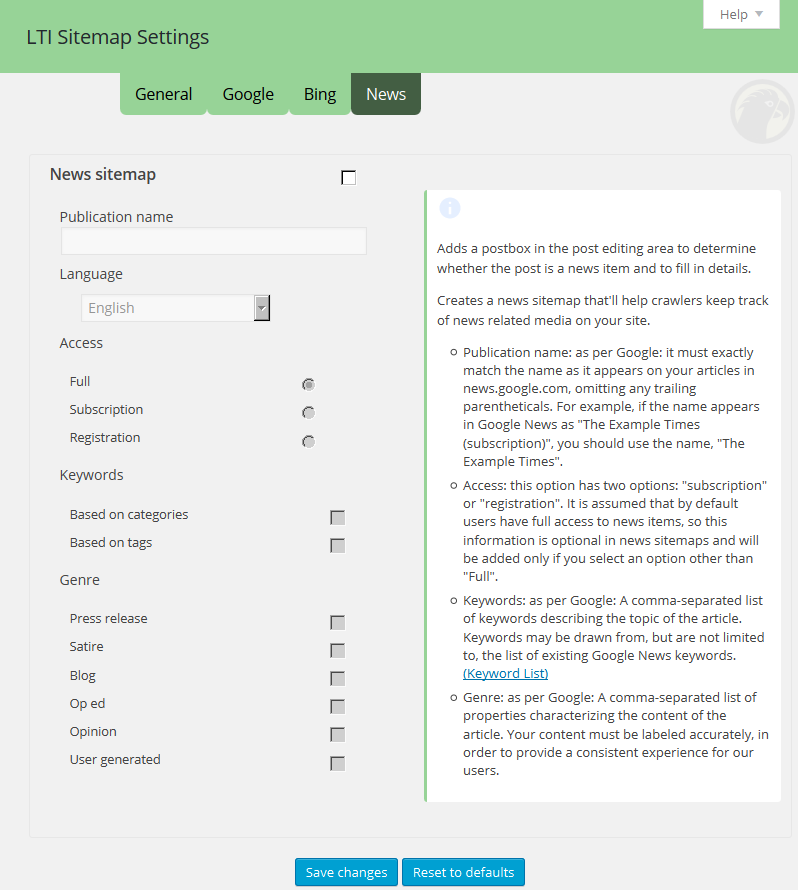 Help
LTI Sitemap Settings
General
Google
Bing
News
News sitemap
Publication name
Language
English
Access
Full
Subscription
Registration
Keywords
Based on categories
Based on tags
Genre
Press release
Satire
Blog
Op ed
Opinion
User generated
Adds a postbox in the post editing area to determine
whether the post is a news item and to fill in details.
Creates a news sitemap that'll help crawlers keep track
of news related media on your site.
Publication name: as per Google: it must exactly
match the name as it appears on your articles in
news.google.com, omitting any trailing
parentheticals. For example, if the name appears
in Google News as "The Example Times
(subscription)", you should use the name, "The
Example Times".
Access: this option has two options: "subscription"
or "registration". It is assumed that by default
users have full access to news items, so this
information is optional in news sitemaps and will
be added only if you select an option other than
"Full".
Keywords: as per Google: A comma-separated list
of keywords describing the topic of the article.
Keywords may be drawn from, but are not limited
to, the list of existing Google News keywords.
(Keyword List)
Genre: as per Google: A comma-separated list of
properties characterizing the content of the
article. Your content must be labeled accurately, in
order to provide a consistent experience for our
users.
Save changes
Reset to defaults